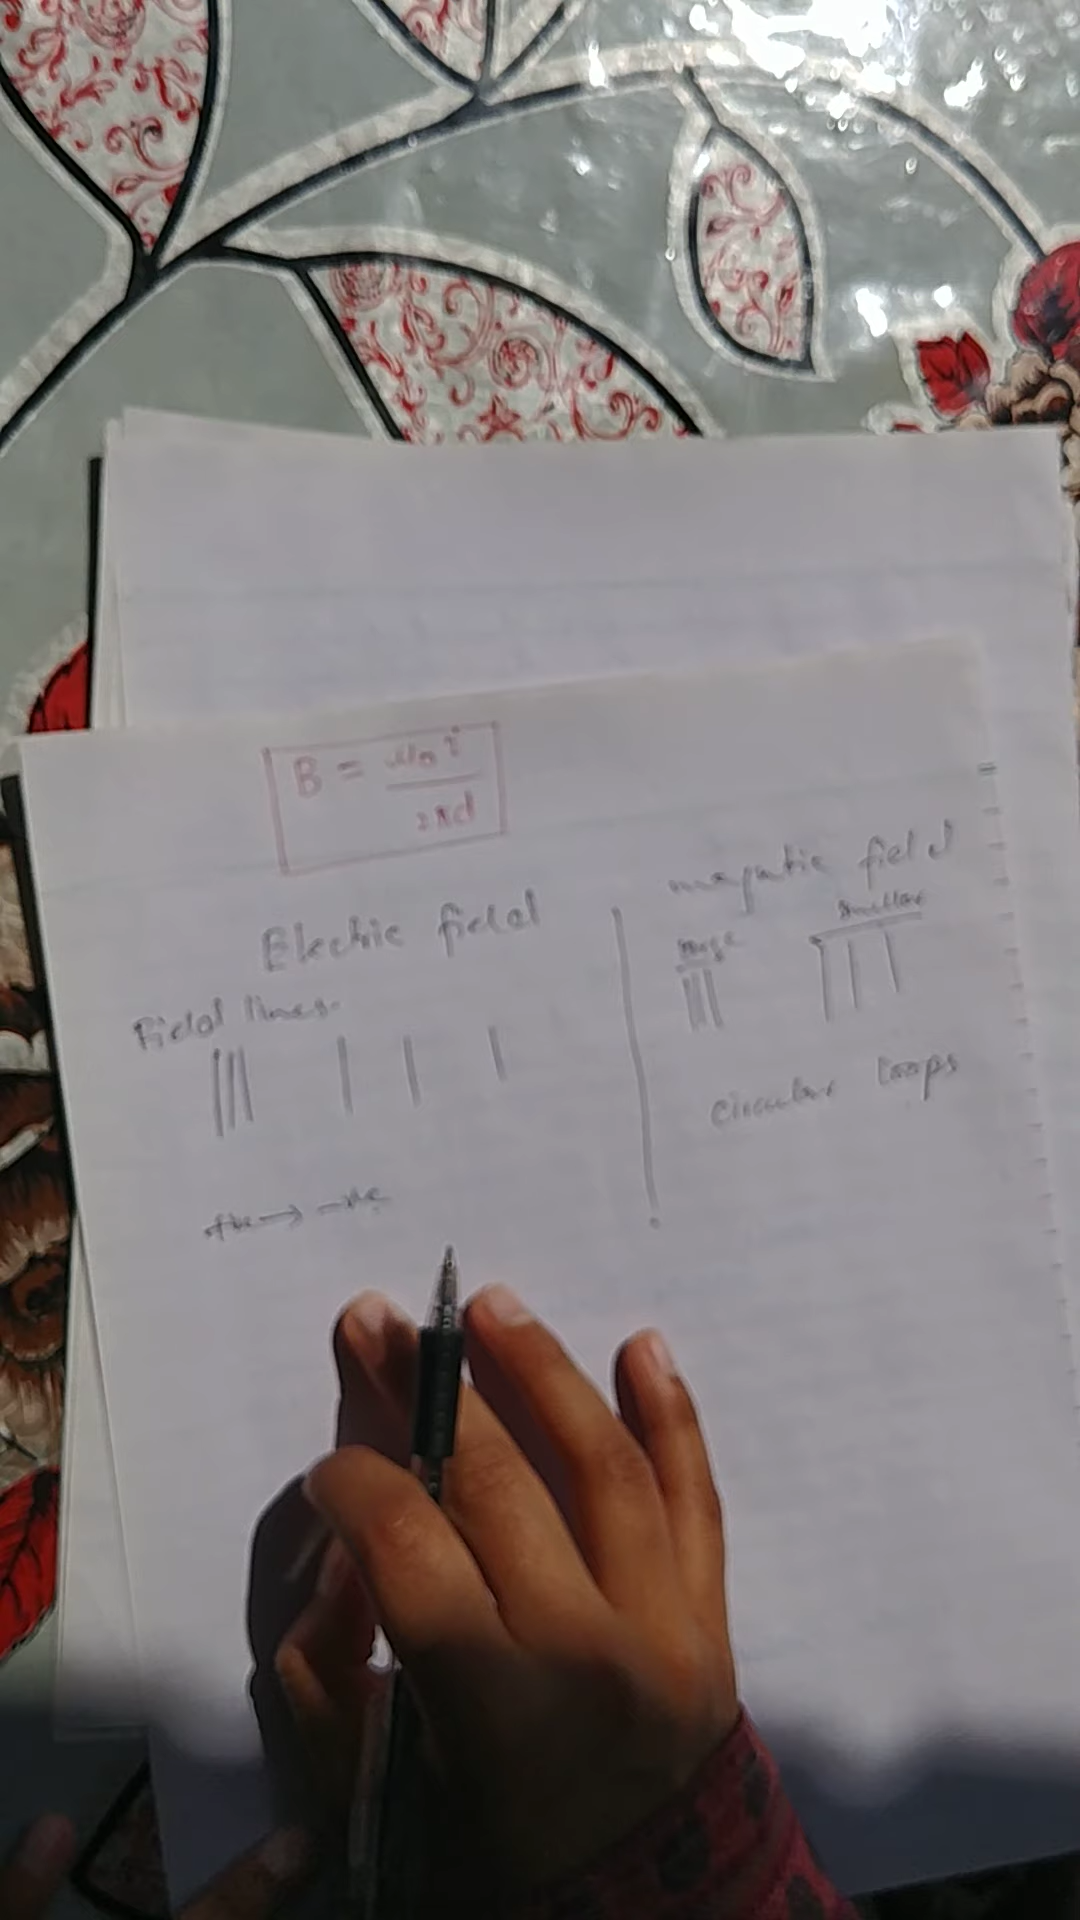 B = μ₀ i / 2πd
Electric field
Field lines.
+ve → -ve
magnetic field
large
smaller
circular loops